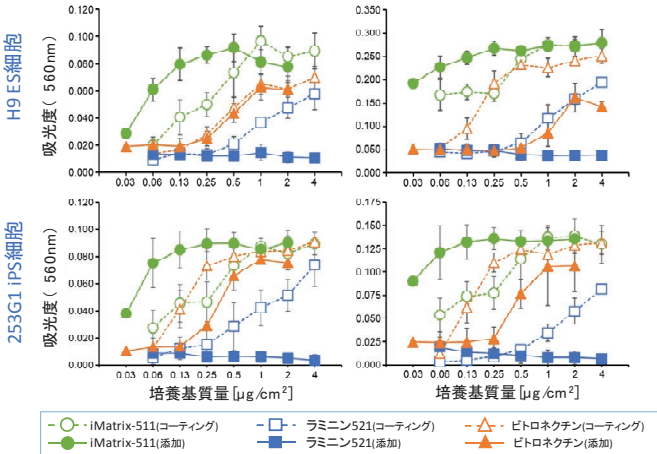 H9 ES細胞
吸光度( 560nm)
0.120
0.100
0.080
0.060
0.040
0.020
0.000
0.03 0.06 0.13 0.25 0.5 1 2 4
0.350
0.300
0.250
0.200
0.150
0.100
0.050
0.000
0.03 0.06 0.13 0.25 0.5 1 2 4
253G1 iPS細胞
吸光度( 560nm)
0.120
0.100
0.080
0.060
0.040
0.020
0.000
0.03 0.06 0.13 0.25 0.5 1 2 4
培養基質量 [μg/cm²]
0.175
0.150
0.125
0.100
0.075
0.050
0.025
0.000
0.03 0.06 0.13 0.25 0.5 1 2 4
培養基質量 [μg/cm²]
iMatrix-511(コーティング) ラミニン521(コーティング) ビトロネクチン(コーティング)
iMatrix-511(添加) ラミニン521(添加) ビトロネクチン(添加)